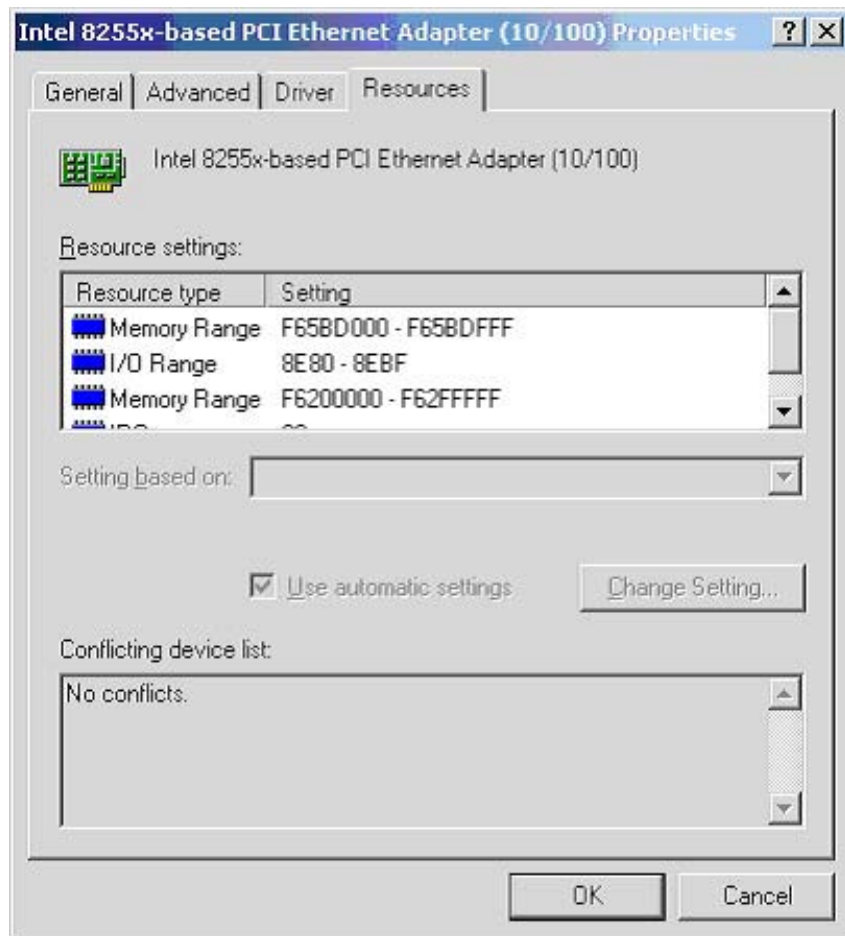 Intel 8255x-based PCI Ethernet Adapter (10/100) Properties
General Advanced Driver Resources
Intel 8255x-based PCI Ethernet Adapter (10/100)
Resource settings:
Resource type Setting
Memory Range F65BD000 - F65BDFFF
I/O Range 8E80 - 8EBF
Memory Range F6200000 - F62FFFFF
Setting based on:
Use automatic settings Change Setting...
Conflicting device list:
No conflicts.
OK Cancel